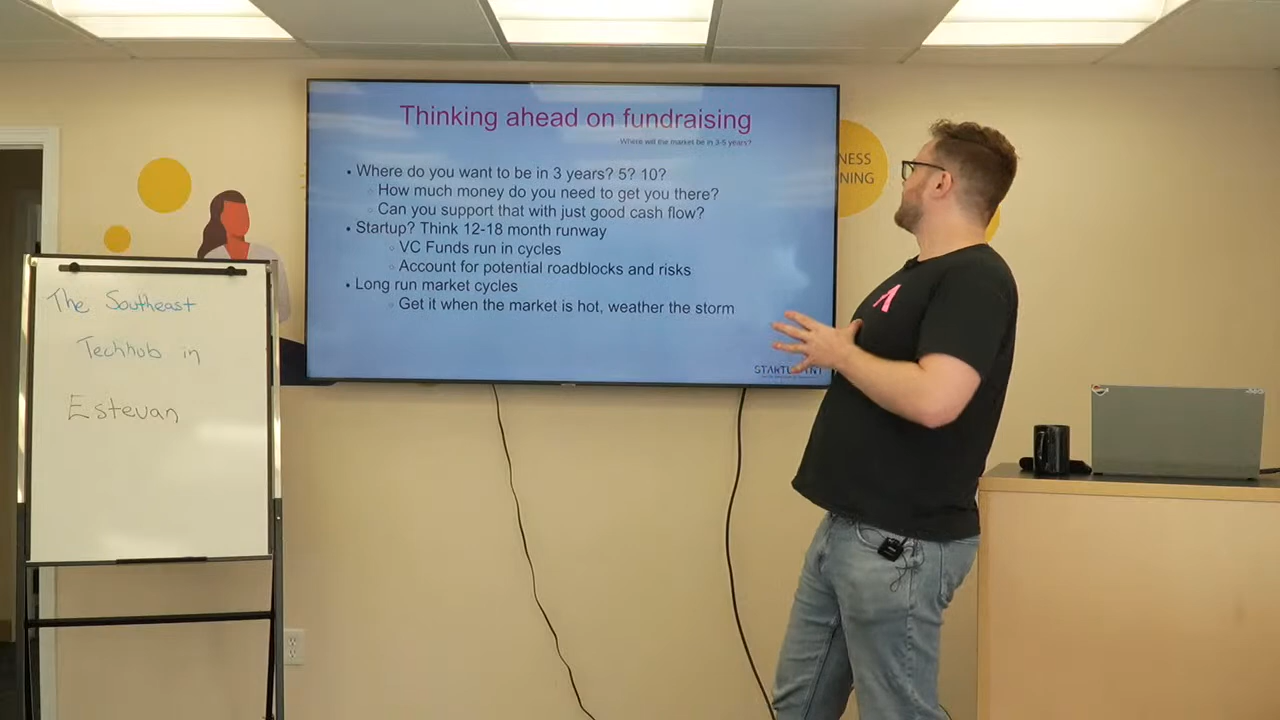 Thinking ahead on fundraising
Where will the market be in 3-5 years?
• Where do you want to be in 3 years? 5? 10?
◦ How much money do you need to get you there?
◦ Can you support that with just good cash flow?
• Startup? Think 12-18 month runway
◦ VC Funds run in cycles
◦ Account for potential roadblocks and risks
• Long run market cycles
◦ Get it when the market is hot, weather the storm
The Southeast
Techhub in
Estevan